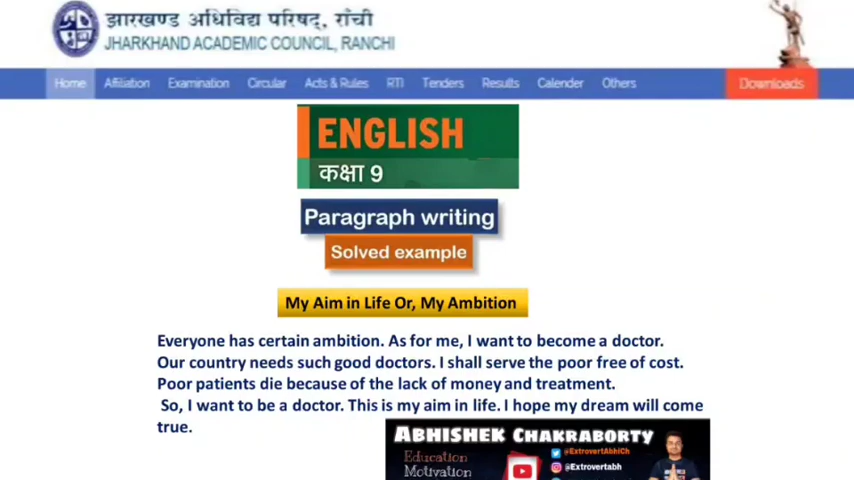 झारखण्ड अधिविद्य परिषद्, राँची
JHARKHAND ACADEMIC COUNCIL, RANCHI
Home Affiliation Examination Circular Acts & Rules RTI Tenders Results Calender Others Downloads
ENGLISH
कक्षा 9
Paragraph writing
Solved example
My Aim in Life Or, My Ambition
Everyone has certain ambition. As for me, I want to become a doctor.
Our country needs such good doctors. I shall serve the poor free of cost.
Poor patients die because of the lack of money and treatment.
So, I want to be a doctor. This is my aim in life. I hope my dream will come
true.
ABHISHEK CHAKRABORTY
Education
@ExtrovertAbhiCh
Motivation
@Extrovertabh